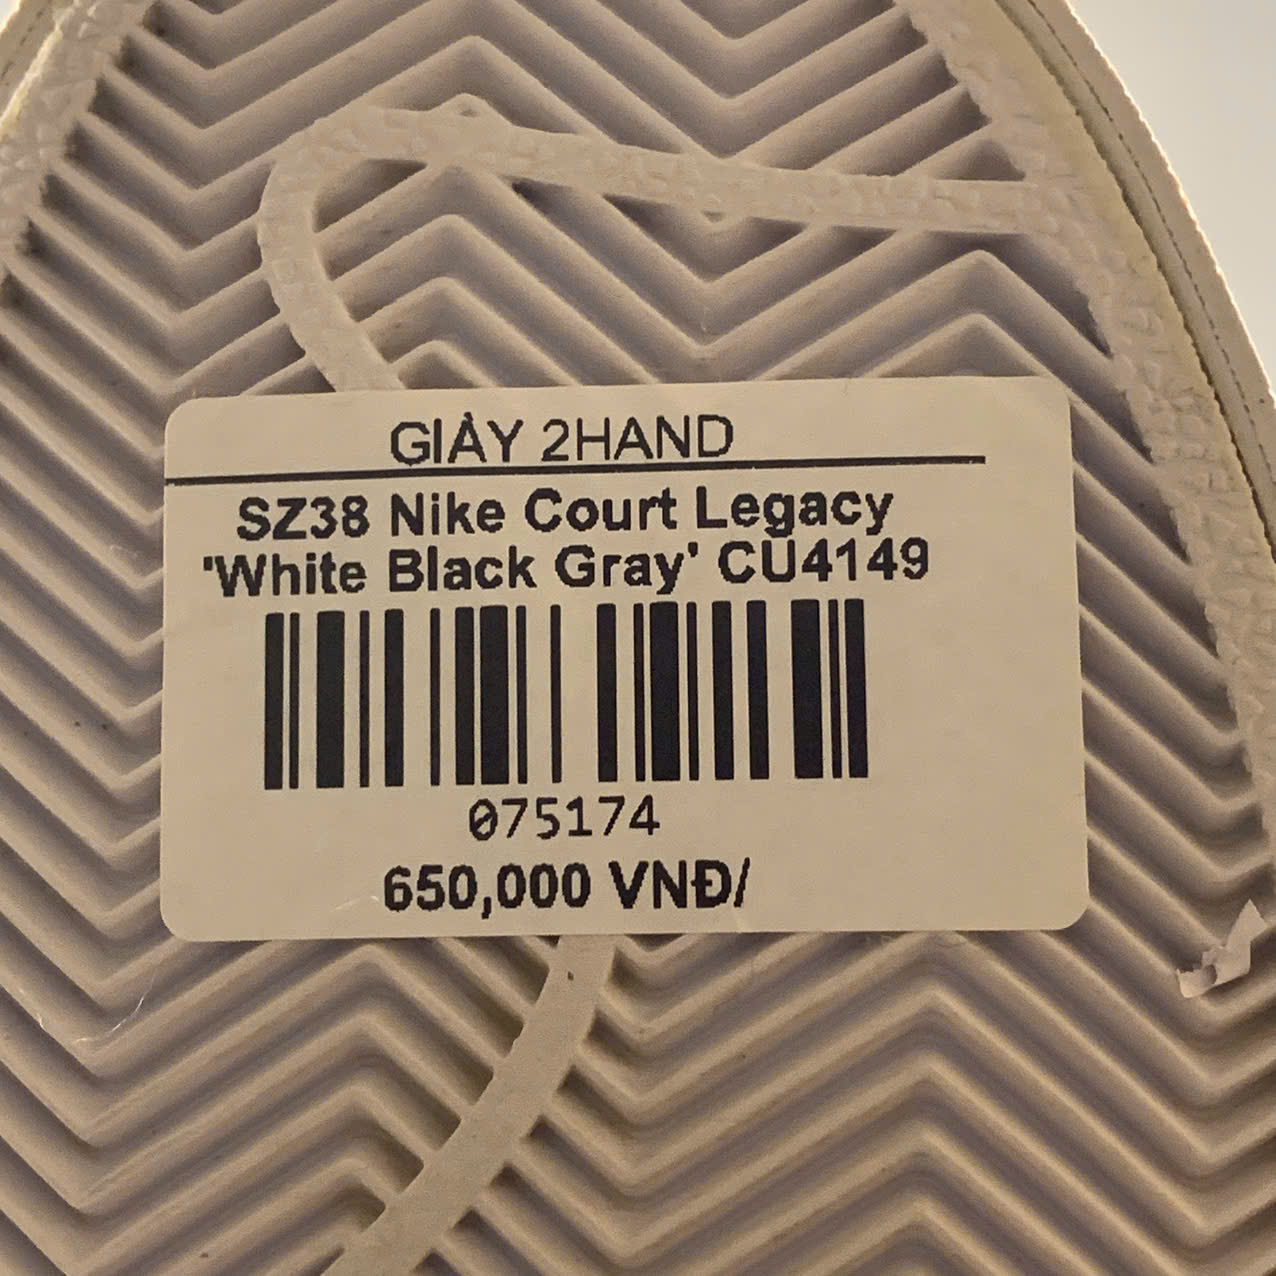 GIÀY 2HAND
SZ38 Nike Court Legacy
'White Black Gray' CU4149
075174
650,000 VNĐ/